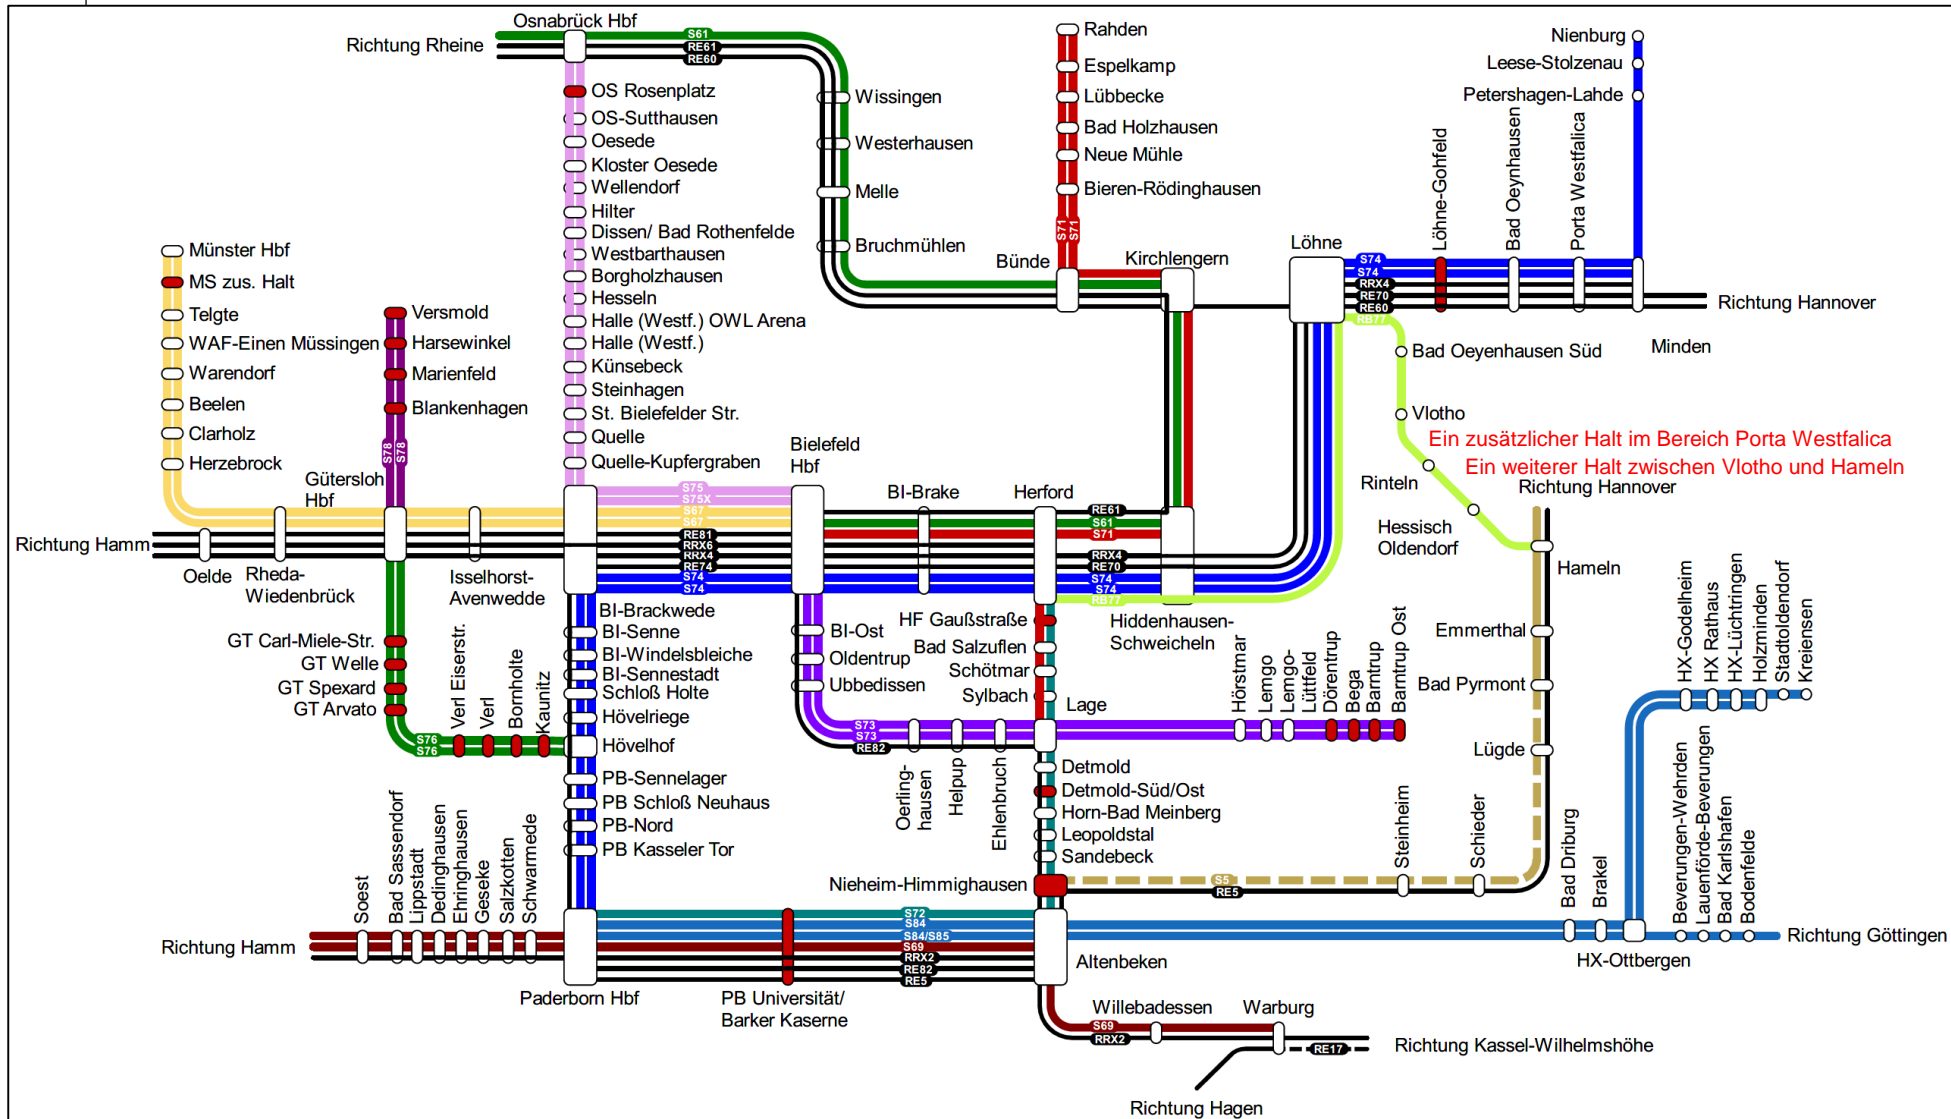 Osnabrück Hbf
Richtung Rheine
S61
RE61
RE60
OS Rosenplatz
OS-Sutthausen
Oesede
Kloster Oesede
Wellendorf
Hilter
Dissen/ Bad Rothenfelde
Westbarthausen
Borgholzhausen
Hesseln
Halle (Westf.) OWL Arena
Halle (Westf.)
Künsebeck
Steinhagen
St. Bielefelder Str.
Quelle
Quelle-Kupfergraben
Wissingen
Westerhausen
Melle
Bruchmühlen
Rahden
Espelkamp
Lübbecke
Bad Holzhausen
Neue Mühle
Bieren-Rödinghausen
S71
S71
Bünde
Kirchlengern
Löhne
Nienburg
Leese-Stolzenau
Petershagen-Lahde
Löhne-Gohfeld
Bad Oeynhausen
Porta Westfalica
S74
S74
RRX4
RE70
RE60
RB77
Richtung Hannover
Minden
Bad Oeyenhausen Süd
Vlotho
Ein zusätzlicher Halt im Bereich Porta Westfalica
Ein weiterer Halt zwischen Vlotho und Hameln
Rinteln
Richtung Hannover
Hessisch
Oldendorf
Hameln
Emmerthal
Bad Pyrmont
Lügde
Münster Hbf
MS zus. Halt
Telgte
WAF-Einen Müssingen
Warendorf
Beelen
Clarholz
Herzebrock
Versmold
Harsewinkel
Marienfeld
Blankenhagen
S78
S78
Gütersloh
Hbf
Richtung Hamm
Oelde
Rheda-
Wiedenbrück
Isselhorst-
Avenwedde
Bielefeld
Hbf
BI-Brake
Herford
S75
S75X
S67
S67
RE81
RRX6
RRX4
RE74
S74
S74
RE61
S61
S71
RRX4
RE70
S74
S74
RB77
Hiddenhausen-
Schweicheln
BI-Brackwede
BI-Senne
BI-Windelsbleiche
BI-Sennestadt
Schloß Holte
Hövelriege
Hövelhof
PB-Sennelager
PB Schloß Neuhaus
PB-Nord
PB Kasseler Tor
GT Carl-Miele-Str.
GT Welle
GT Spexard
GT Arvato
S76
S76
Verl Eiserstr.
Verl
Bornholte
Kaunitz
BI-Ost
Oldentrup
Ubbedissen
S73
S73
RE82
Oerling-
hausen
Helpup
Ehlenbruch
HF Gaußstraße
Bad Salzuflen
Schötmar
Sylbach
Lage
Hörstmar
Lemgo
Lemgo-
Lüttfeld
Dörentrup
Bega
Barntrup
Barntrup Ost
Detmold
Detmold-Süd/Ost
Horn-Bad Meinberg
Leopoldstal
Sandebeck
Nieheim-Himmighausen
S5
RE5
Steinheim
Schieder
Bad Driburg
Brakel
HX-Godelheim
HX Rathaus
HX-Lüchtringen
Holzminden
Stadtoldendorf
Kreiensen
Beverungen-Wehrden
Lauenförde-Beverungen
Bad Karlshafen
Bodenfelde
Richtung Göttingen
HX-Ottbergen
Soest
Bad Sassendorf
Lippstadt
Dedinghausen
Ehringhausen
Geseke
Salzkotten
Schwarmede
Richtung Hamm
Paderborn Hbf
S72
S84
S84/S85
S69
RRX2
RE82
RE5
PB Universität/
Barker Kaserne
Altenbeken
Willebadessen
Warburg
S69
RRX2
RE17
Richtung Kassel-Wilhelmshöhe
Richtung Hagen